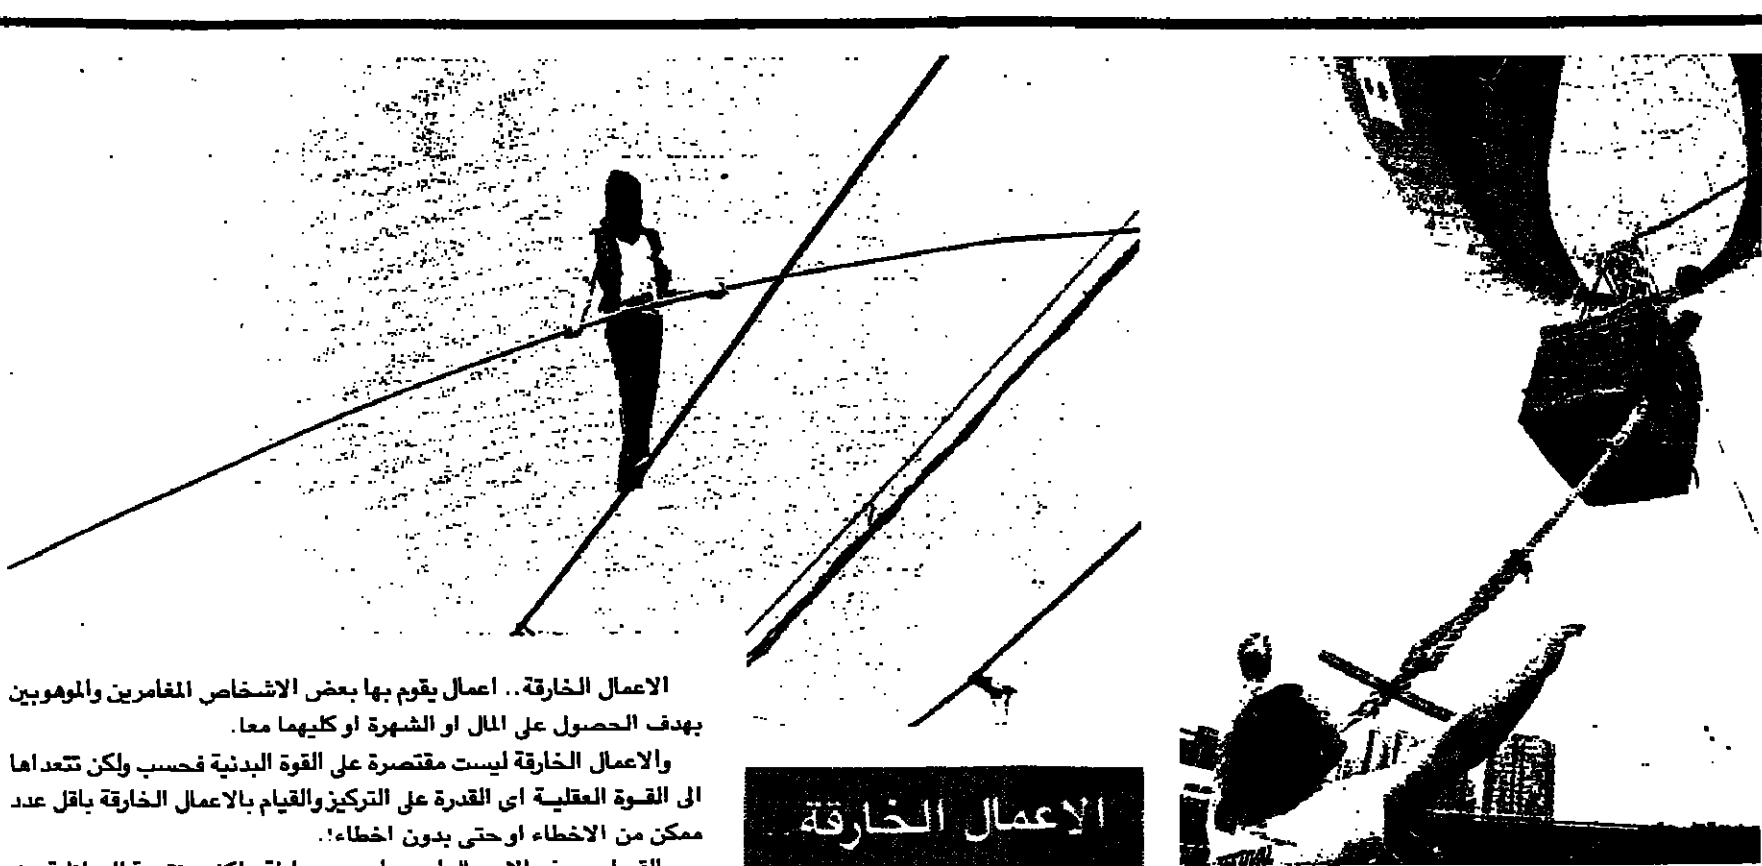 الاعمال الخارقة
الاعمال الخارقة.. اعمال يقوم بها بعض الاشخاص المغامرين والموهوبين
بهدف الحصول على المال او الشهرة او كليهما معا.
والاعمال الخارقة ليست مقتصرة على القوة البدنية فحسب ولكن تتعداها
الى القوة العقلية اى القدرة على التركيز والقيام بالاعمال الخارقة باقل عدد
ممكن من الاخطاء او حتى بدون اخطاء!.